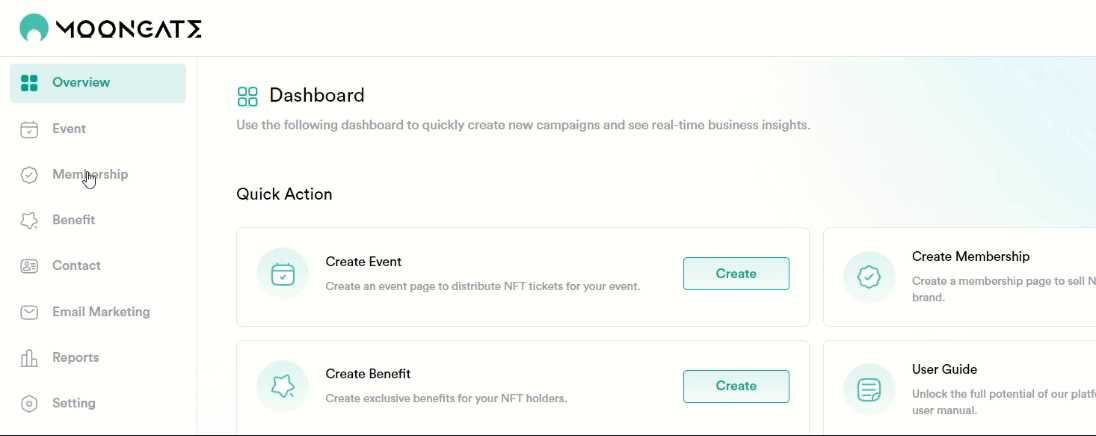 MOONGATE
Overview
Event
Membership
Benefit
Contact
Email Marketing
Reports
Setting
Dashboard
Use the following dashboard to quickly create new campaigns and see real-time business insights.
Quick Action
Create Event
Create an event page to distribute NFT tickets for your event.
Create
Create Membership
Create a membership page to sell N
brand.
Create Benefit
Create exclusive benefits for your NFT holders.
Create
User Guide
Unlock the full potential of our platf
user manual.